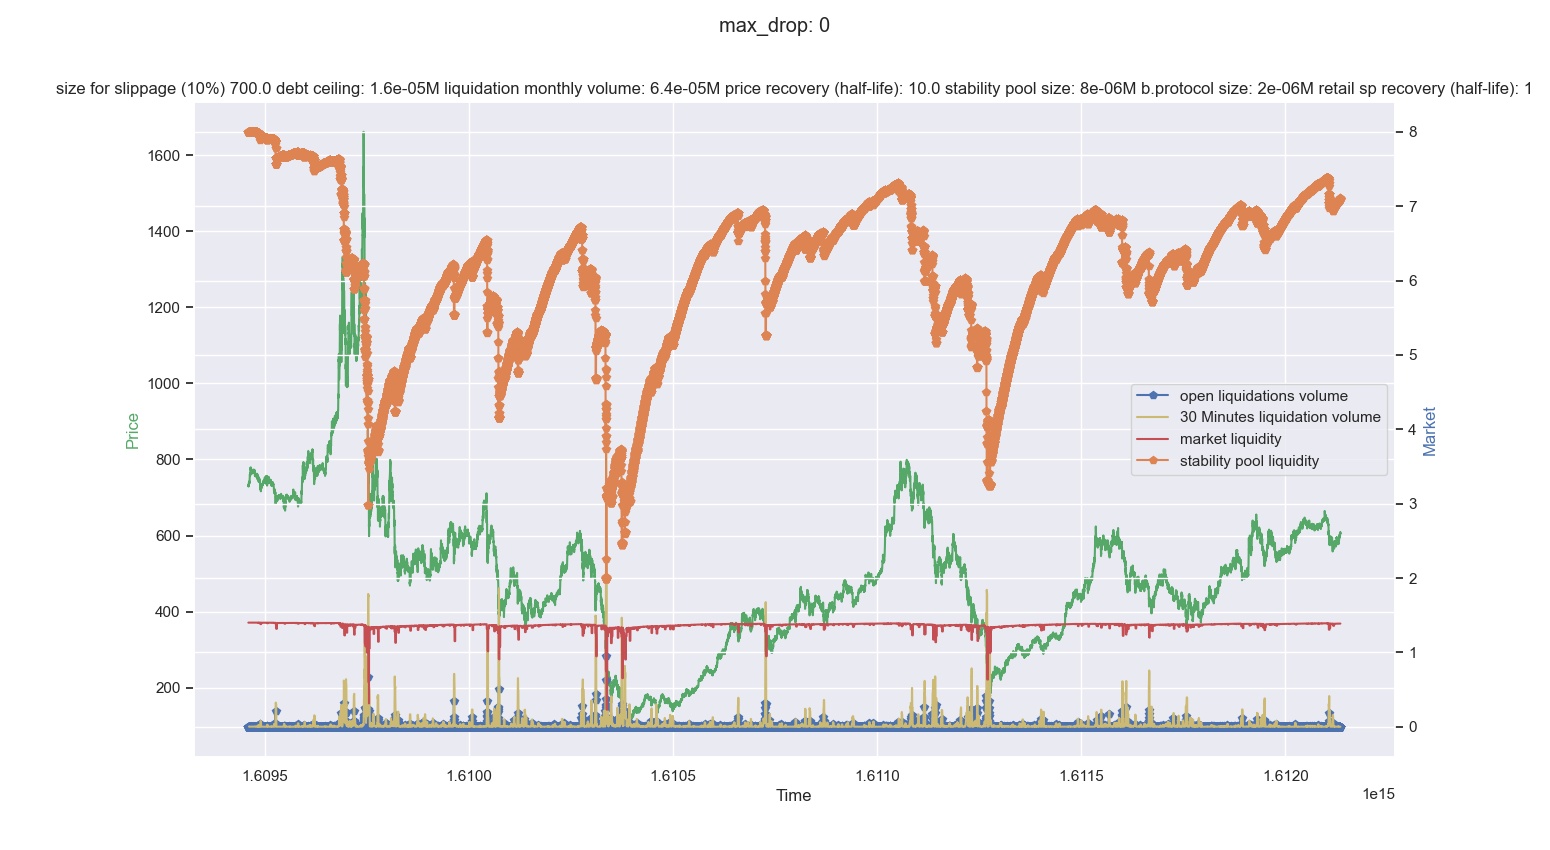 max_drop: 0
size for slippage (10%) 700.0 debt ceiling: 1.6e-05M liquidation monthly volume: 6.4e-05M price recovery (half-life): 10.0 stability pool size: 8e-06M b.protocol size: 2e-06M retail sp recovery (half-life): 1
1600
1400
1200
1000
800
600
400
200
Price
8
7
6
5
4
3
2
1
0
Market
open liquidations volume
30 Minutes liquidation volume
market liquidity
stability pool liquidity
1.6095
1.6100
1.6105
1.6110
1.6115
1.6120
1e15
Time